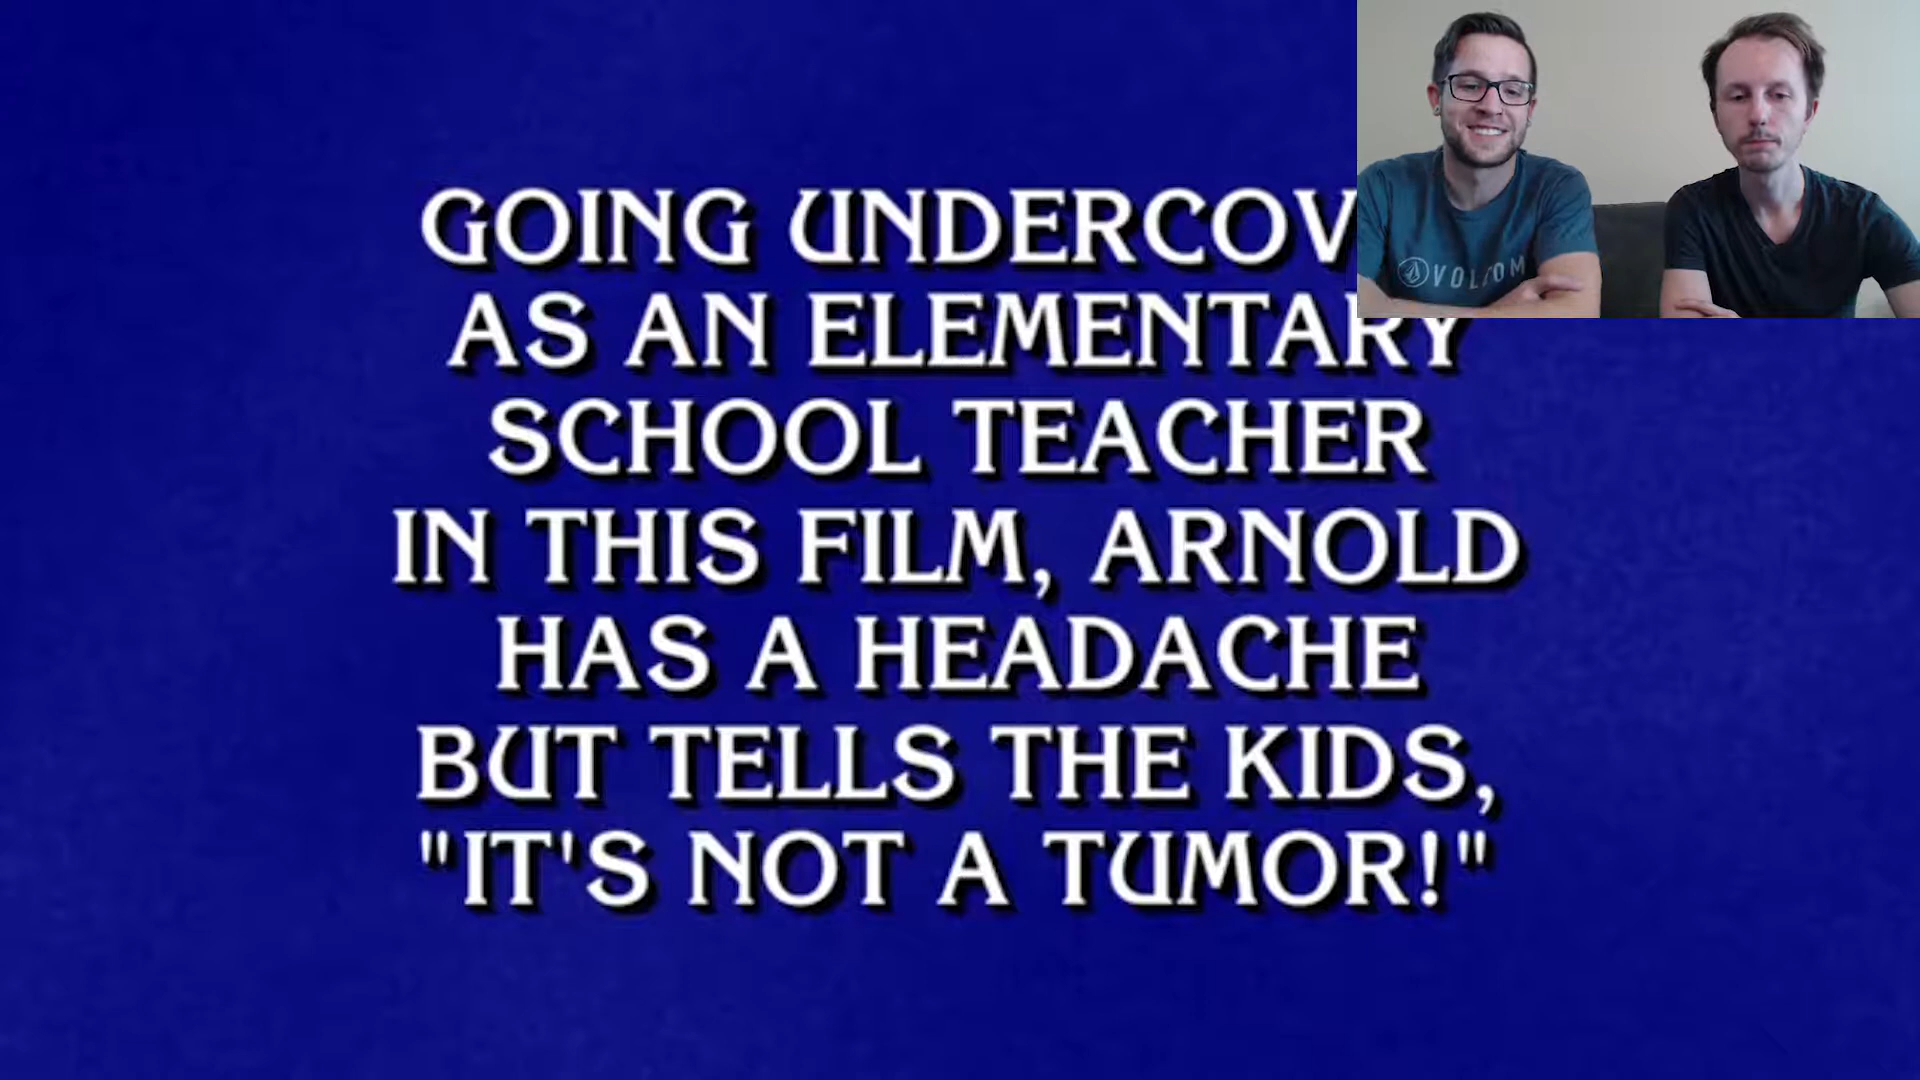 GOING UNDERCOV
AS AN ELEMENTARY
SCHOOL TEACHER
IN THIS FILM, ARNOLD
HAS A HEADACHE
BUT TELLS THE KIDS,
"IT'S NOT A TUMOR!"
VOLCOM